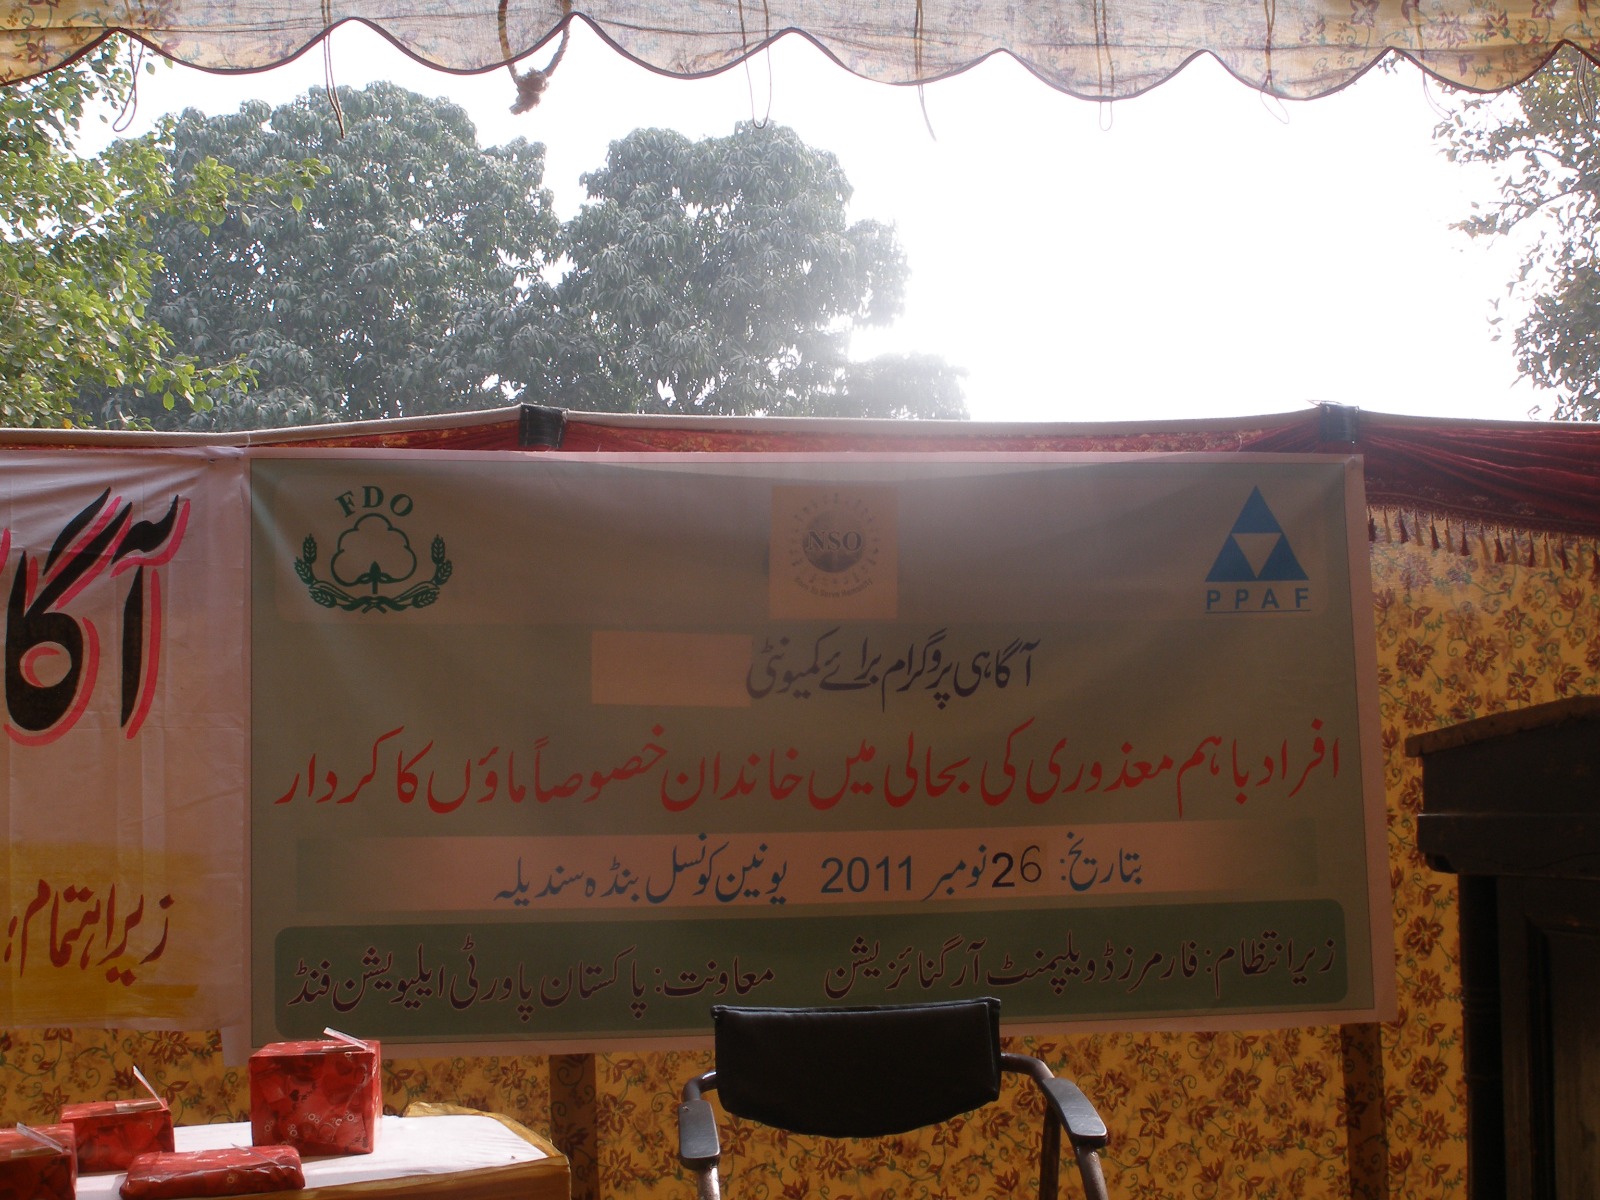 FDO
NSO
PPAF
آگاہی پروگرام برائے کمیونٹی
افراد باہم معذوری کی بحالی میں خاندان خصوصاً ماؤں کا کردار
بتاریخ: 26 نومبر 2011 یونین کونسل بنڈہ سندیلہ
زیر انتظام: فارمرز ڈویلپمنٹ آرگنائزیشن معاونت: پاکستان پاورٹی ایلیویشن فنڈ
آگا
زیر اہتمام: